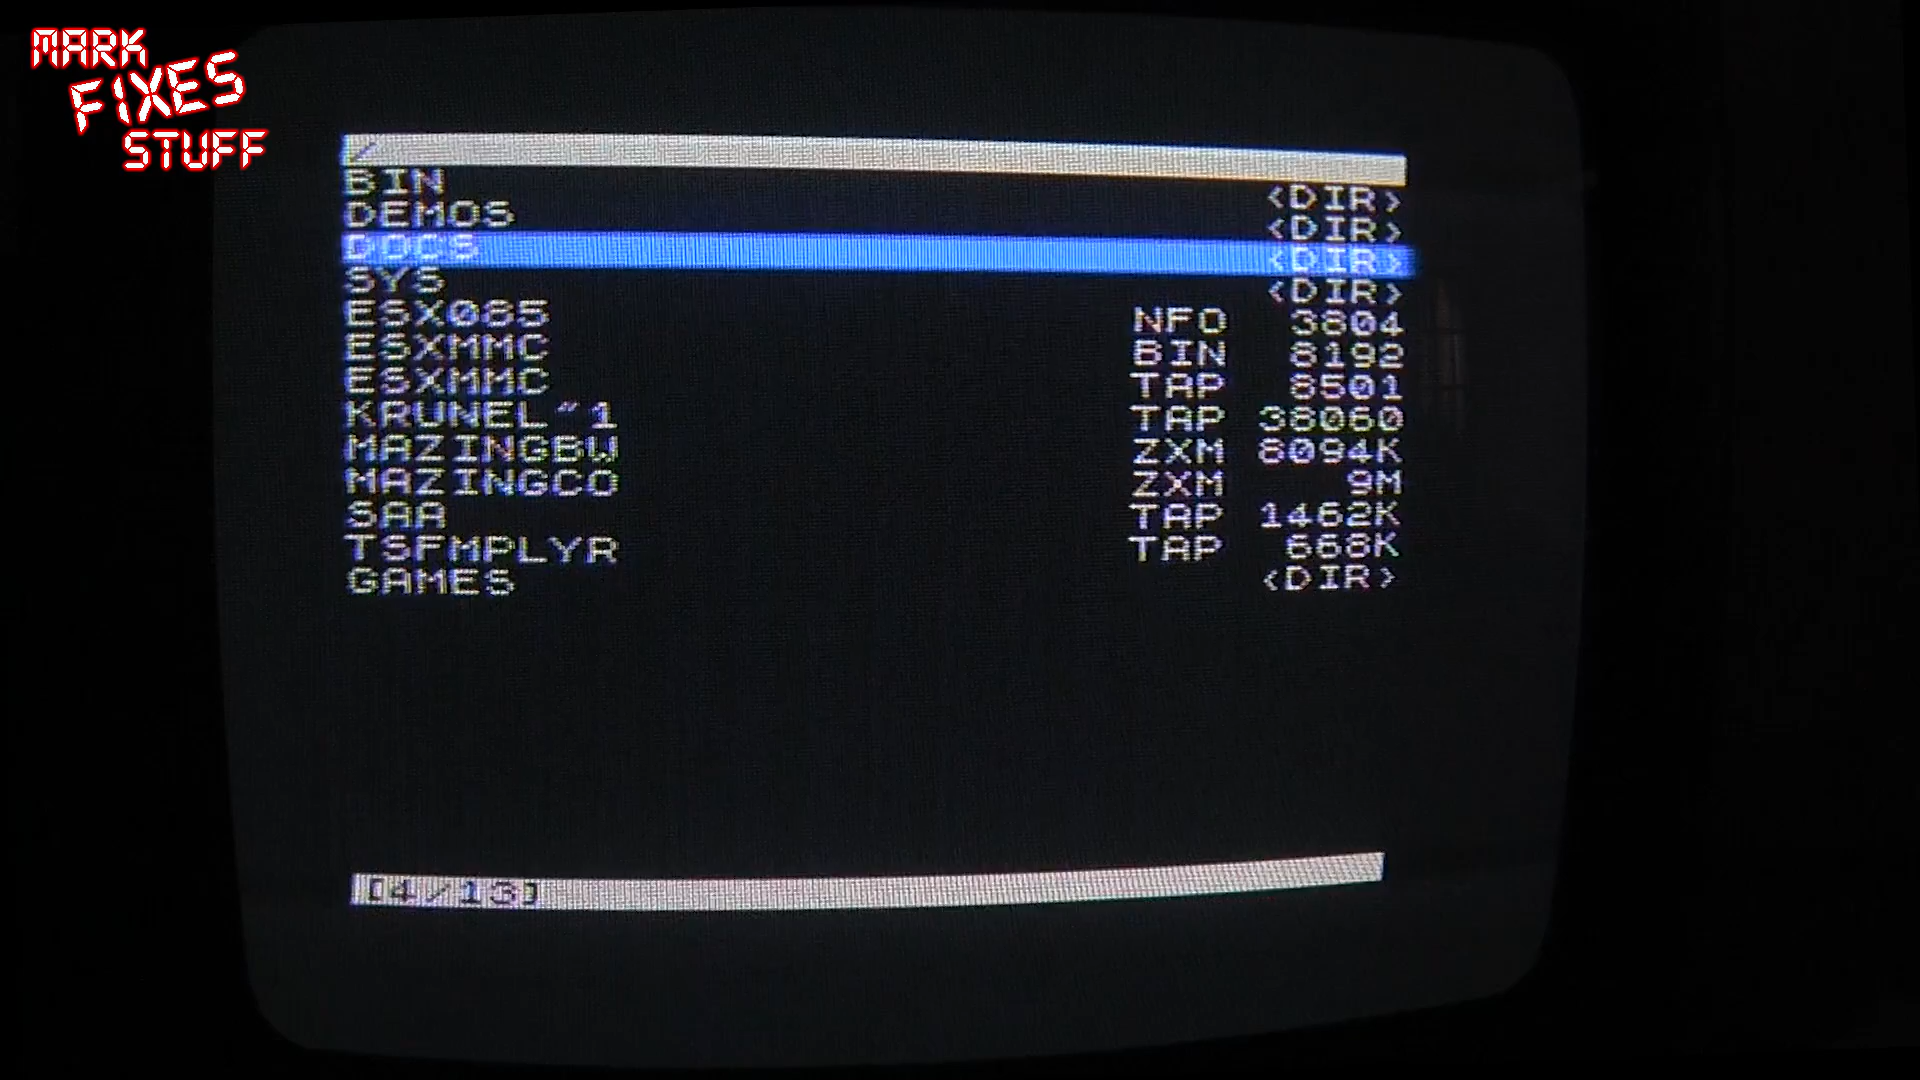 MARK
FIXES
STUFF
/
BIN <DIR>
DEMOS <DIR>
DOCS <DIR>
SYS <DIR>
ESX085 NFO 3804
ESXMMC BIN 8192
ESXMMC TAP 8501
KRUNEL~1 TAP 38060
MAZINGBW ZXM 8094K
MAZINGCO ZXM 9M
SAA TAP 1462K
TSFMPLYR TAP 668K
GAMES <DIR>
[4/13]